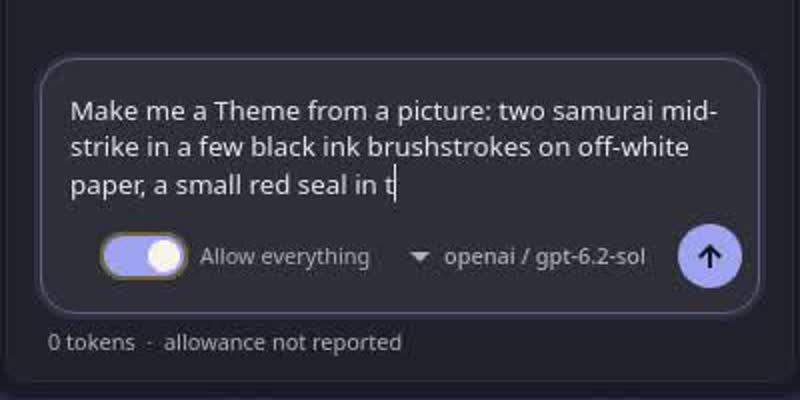 Make me a Theme from a picture: two samurai mid-
strike in a few black ink brushstrokes on off-white
paper, a small red seal in t
Allow everything
openai / gpt-6.2-sol
0 tokens · allowance not reported